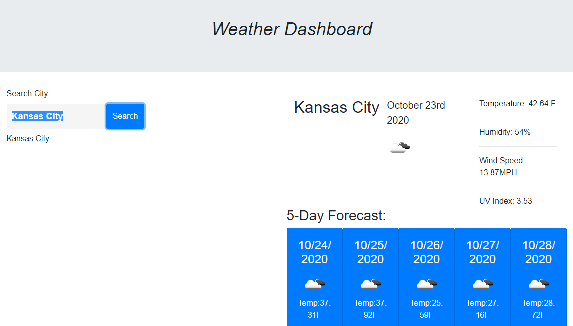 Weather Dashboard
Search City
Kansas City
Search
Kansas City
Kansas City
October 23rd
2020
Temperature: 42.64 F
Humidity: 54%
Wind Speed:
13.87MPH
UV Index: 3.53
5-Day Forecast:
10/24/
2020
Temp:37.
31F
10/25/
2020
Temp:37.
92F
10/26/
2020
Temp:25.
59F
10/27/
2020
Temp:27.
16F
10/28/
2020
Temp:28.
72F